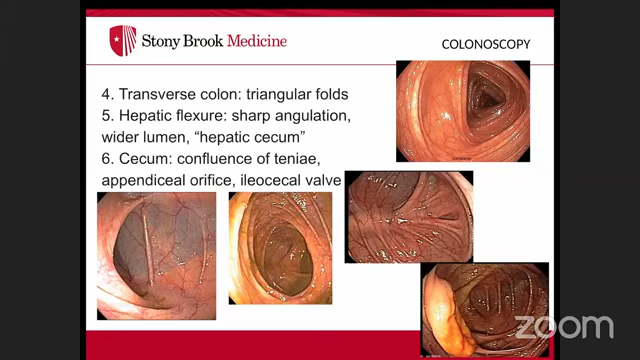 Stony Brook Medicine
COLONOSCOPY
4. Transverse colon: triangular folds
5. Hepatic flexure: sharp angulation,
wider lumen, “hepatic cecum”
6. Cecum: confluence of teniae,
appendiceal orifice, ileocecal valve
zoom